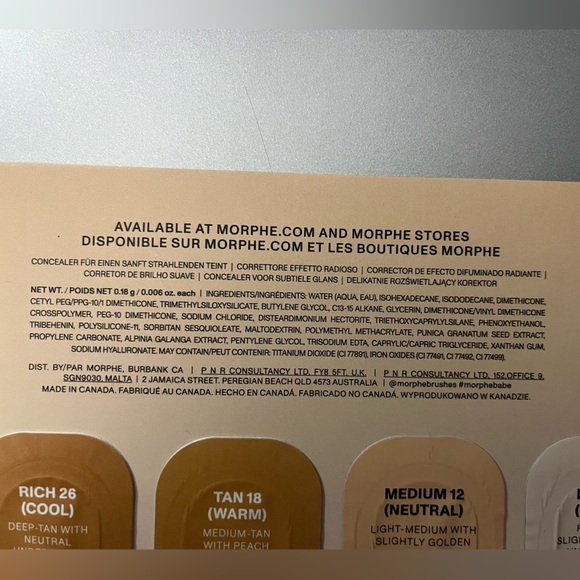 AVAILABLE AT MORPHE.COM AND MORPHE STORES
DISPONIBLE SUR MORPHE.COM ET LES BOUTIQUES MORPHE
CONCEALER FÜR EINEN SANFT STRAHLENDEN TEINT | CORRETTORE EFFETTO RADIOSO | CORRECTOR DE EFECTO DIFUMINADO RADIANTE |
CORRETOR DE BRILHO SUAVE | CONCEALER VOOR SUBTIELE GLANS | DELIKATNIE ROZŚWIETLAJĄCY KOREKTOR
NET WT. / POIDS NET 0.18 g / 0.006 oz. each | INGREDIENTS/INGRÉDIENTS: WATER (AQUA, EAU), ISOHEXADECANE, ISODODECANE, DIMETHICONE,
CETYL PEG/PPG-10/1 DIMETHICONE, TRIMETHYLSILOXYSILICATE, BUTYLENE GLYCOL, C13-15 ALKANE, GLYCERIN, DIMETHICONE/VINYL DIMETHICONE
CROSSPOLYMER, PEG-10 DIMETHICONE, SODIUM CHLORIDE, DISTEARDIMONIUM HECTORITE, TRIETHOXYCAPRYLYLSILANE, PHENOXYETHANOL,
TRIBEHENIN, POLYSILICONE-11, SORBITAN SESQUIOLEATE, MALTODEXTRIN, POLYMETHYL METHACRYLATE, PUNICA GRANATUM SEED EXTRACT,
PROPYLENE CARBONATE, ALPINIA GALANGA EXTRACT, PENTYLENE GLYCOL, TRISODIUM EDTA, CAPRYLIC/CAPRIC TRIGLYCERIDE, XANTHAN GUM,
SODIUM HYALURONATE. MAY CONTAIN/PEUT CONTENIR: TITANIUM DIOXIDE (CI 77891), IRON OXIDES (CI 77491, CI 77492, CI 77499).
DIST. BY/PAR MORPHE, BURBANK CA | P N R CONSULTANCY LTD. FY8 5FT. U.K. | P N R CONSULTANCY LTD. 152,OFFICE 9,
SGN9030, MALTA | 2 JAMAICA STREET. PEREGIAN BEACH QLD 4573 AUSTRALIA | @morphebrushes #morphebabe
MADE IN CANADA. FABRIQUÉ AU CANADA. HECHO EN CANADÁ. FABRICADO NO CANADÁ. WYPRODUKOWANO W KANADZIE.
RICH 26
(COOL)
DEEP-TAN WITH
NEUTRAL
TAN 18
(WARM)
MEDIUM-TAN
WITH PEACH
MEDIUM 12
(NEUTRAL)
LIGHT-MEDIUM WITH
SLIGHTLY GOLDEN